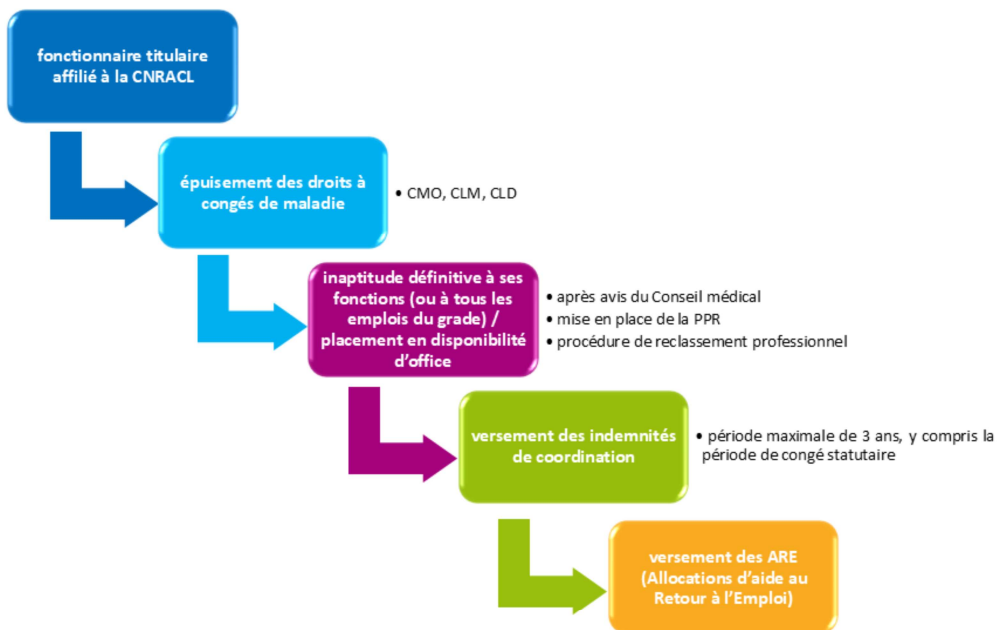 fonctionnaire titulaire
affilié à la CNRACL
épuisement des droits à
congés de maladie
• CMO, CLM, CLD
inaptitude définitive à ses
fonctions (ou à tous les
emplois du grade) /
placement en disponibilité
d'office
• après avis du Conseil médical
• mise en place de la PPR
• procédure de reclassement professionnel
versement des indemnités
de coordination
• période maximale de 3 ans, y compris la
période de congé statutaire
versement des ARE
(Allocations d'aide au
Retour à l'Emploi)